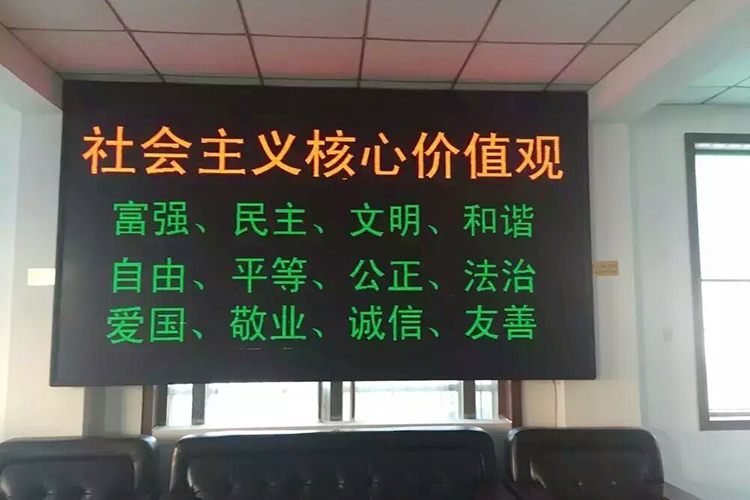 社会主义核心价值观
富强、民主、文明、和谐
自由、平等、公正、法治
爱国、敬业、诚信、友善